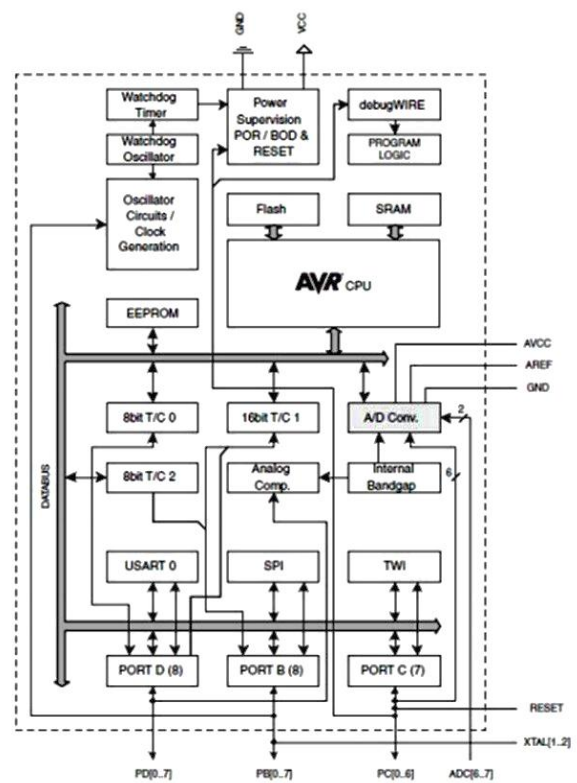 GND
VCC
Watchdog
Timer
Power
Supervision
POR / BOD &
RESET
debugWIRE
Watchdog
Oscillator
PROGRAM
LOGIC
Oscillator
Circuits /
Clock
Generation
Flash
SRAM
AVR CPU
EEPROM
AVCC
AREF
GND
8bit T/C 0
16bit T/C 1
A/D Conv.
2
DATABUS
8bit T/C 2
Analog
Comp.
Internal
Bandgap
6
USART 0
SPI
TWI
PORT D (8)
PORT B (8)
PORT C (7)
RESET
XTAL[1..2]
PD[0..7]
PB[0..7]
PC[0..6]
ADC[6..7]